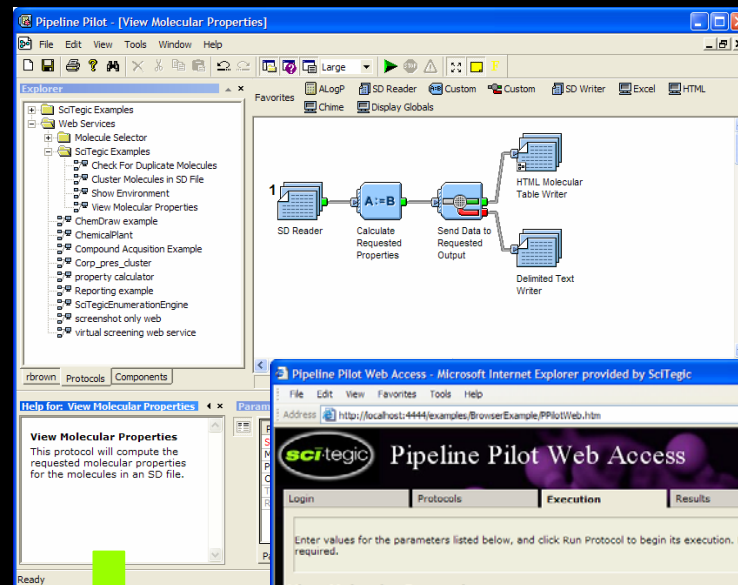 Pipeline Pilot - [View Molecular Properties]
File Edit View Tools Window Help
Large
Explorer
SciTegic Examples
Web Services
Molecule Selector
SciTegic Examples
Check For Duplicate Molecules
Cluster Molecules in SD File
Show Environment
View Molecular Properties
ChemDraw example
ChemicalPlant
Compound Acqusition Example
Corp_pres_cluster
property calculator
Reporting example
SciTegicEnumerationEngine
screenshot only web
virtual screening web service
rbrown Protocols Components
Favorites ALogP SD Reader Custom Custom SD Writer Excel HTML
Chime Display Globals
1
A:=B
SD Reader
Calculate
Requested
Properties
Send Data to
Requested
Output
HTML Molecular
Table Writer
Delimited Text
Writer
Help for: View Molecular Properties
View Molecular Properties
This protocol will compute the
requested molecular properties
for the molecules in an SD file.
Ready
Pipeline Pilot Web Access - Microsoft Internet Explorer provided by SciTegic
File Edit View Favorites Tools Help
Address http://localhost:4444/examples/BrowserExample/PPilotWeb.htm
scitegic Pipeline Pilot Web Access
Login Protocols Execution Results
Enter values for the parameters listed below, and click Run Protocol to begin its execution.
required.